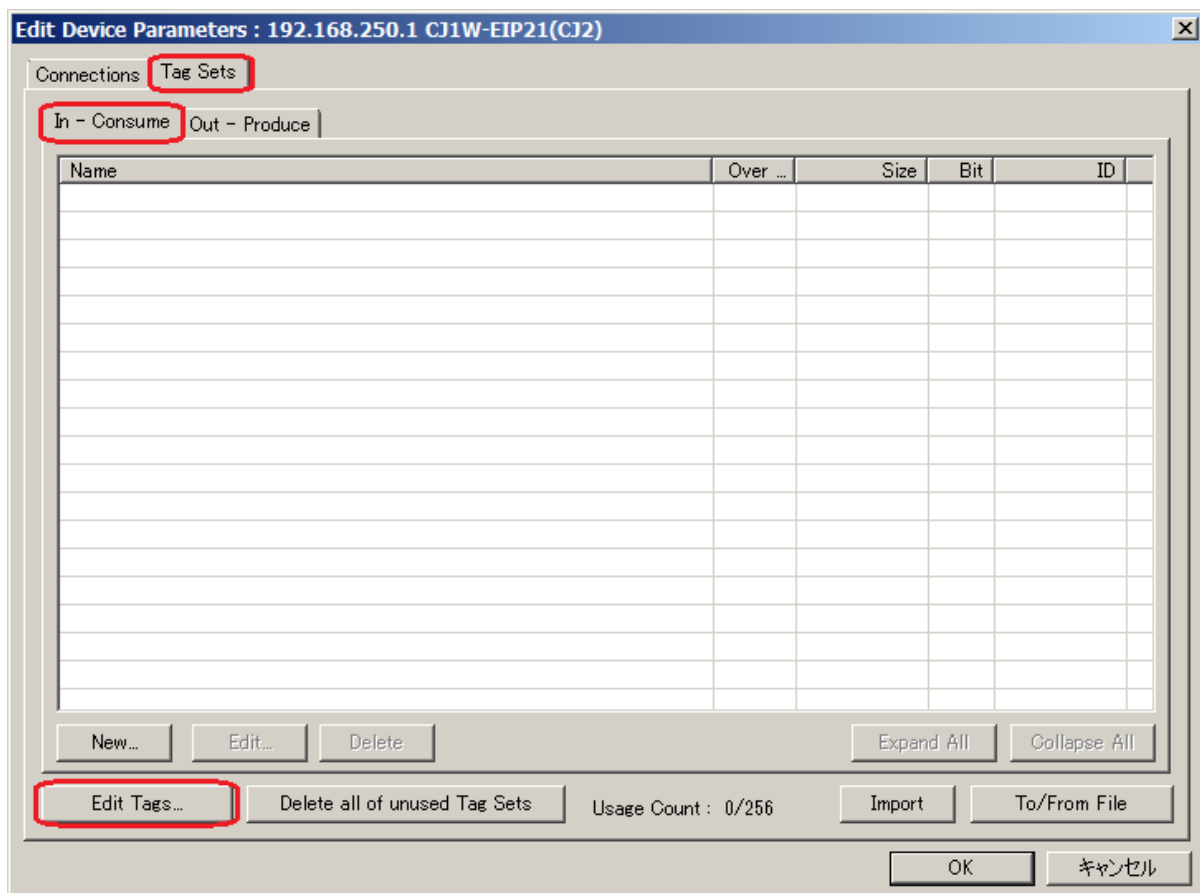 Edit Device Parameters : 192.168.250.1 CJ1W-EIP21(CJ2)
Connections Tag Sets
In - Consume Out - Produce
Name Over ... Size Bit ID
New... Edit... Delete Expand All Collapse All
Edit Tags... Delete all of unused Tag Sets Usage Count : 0/256 Import To/From File
OK キャンセル